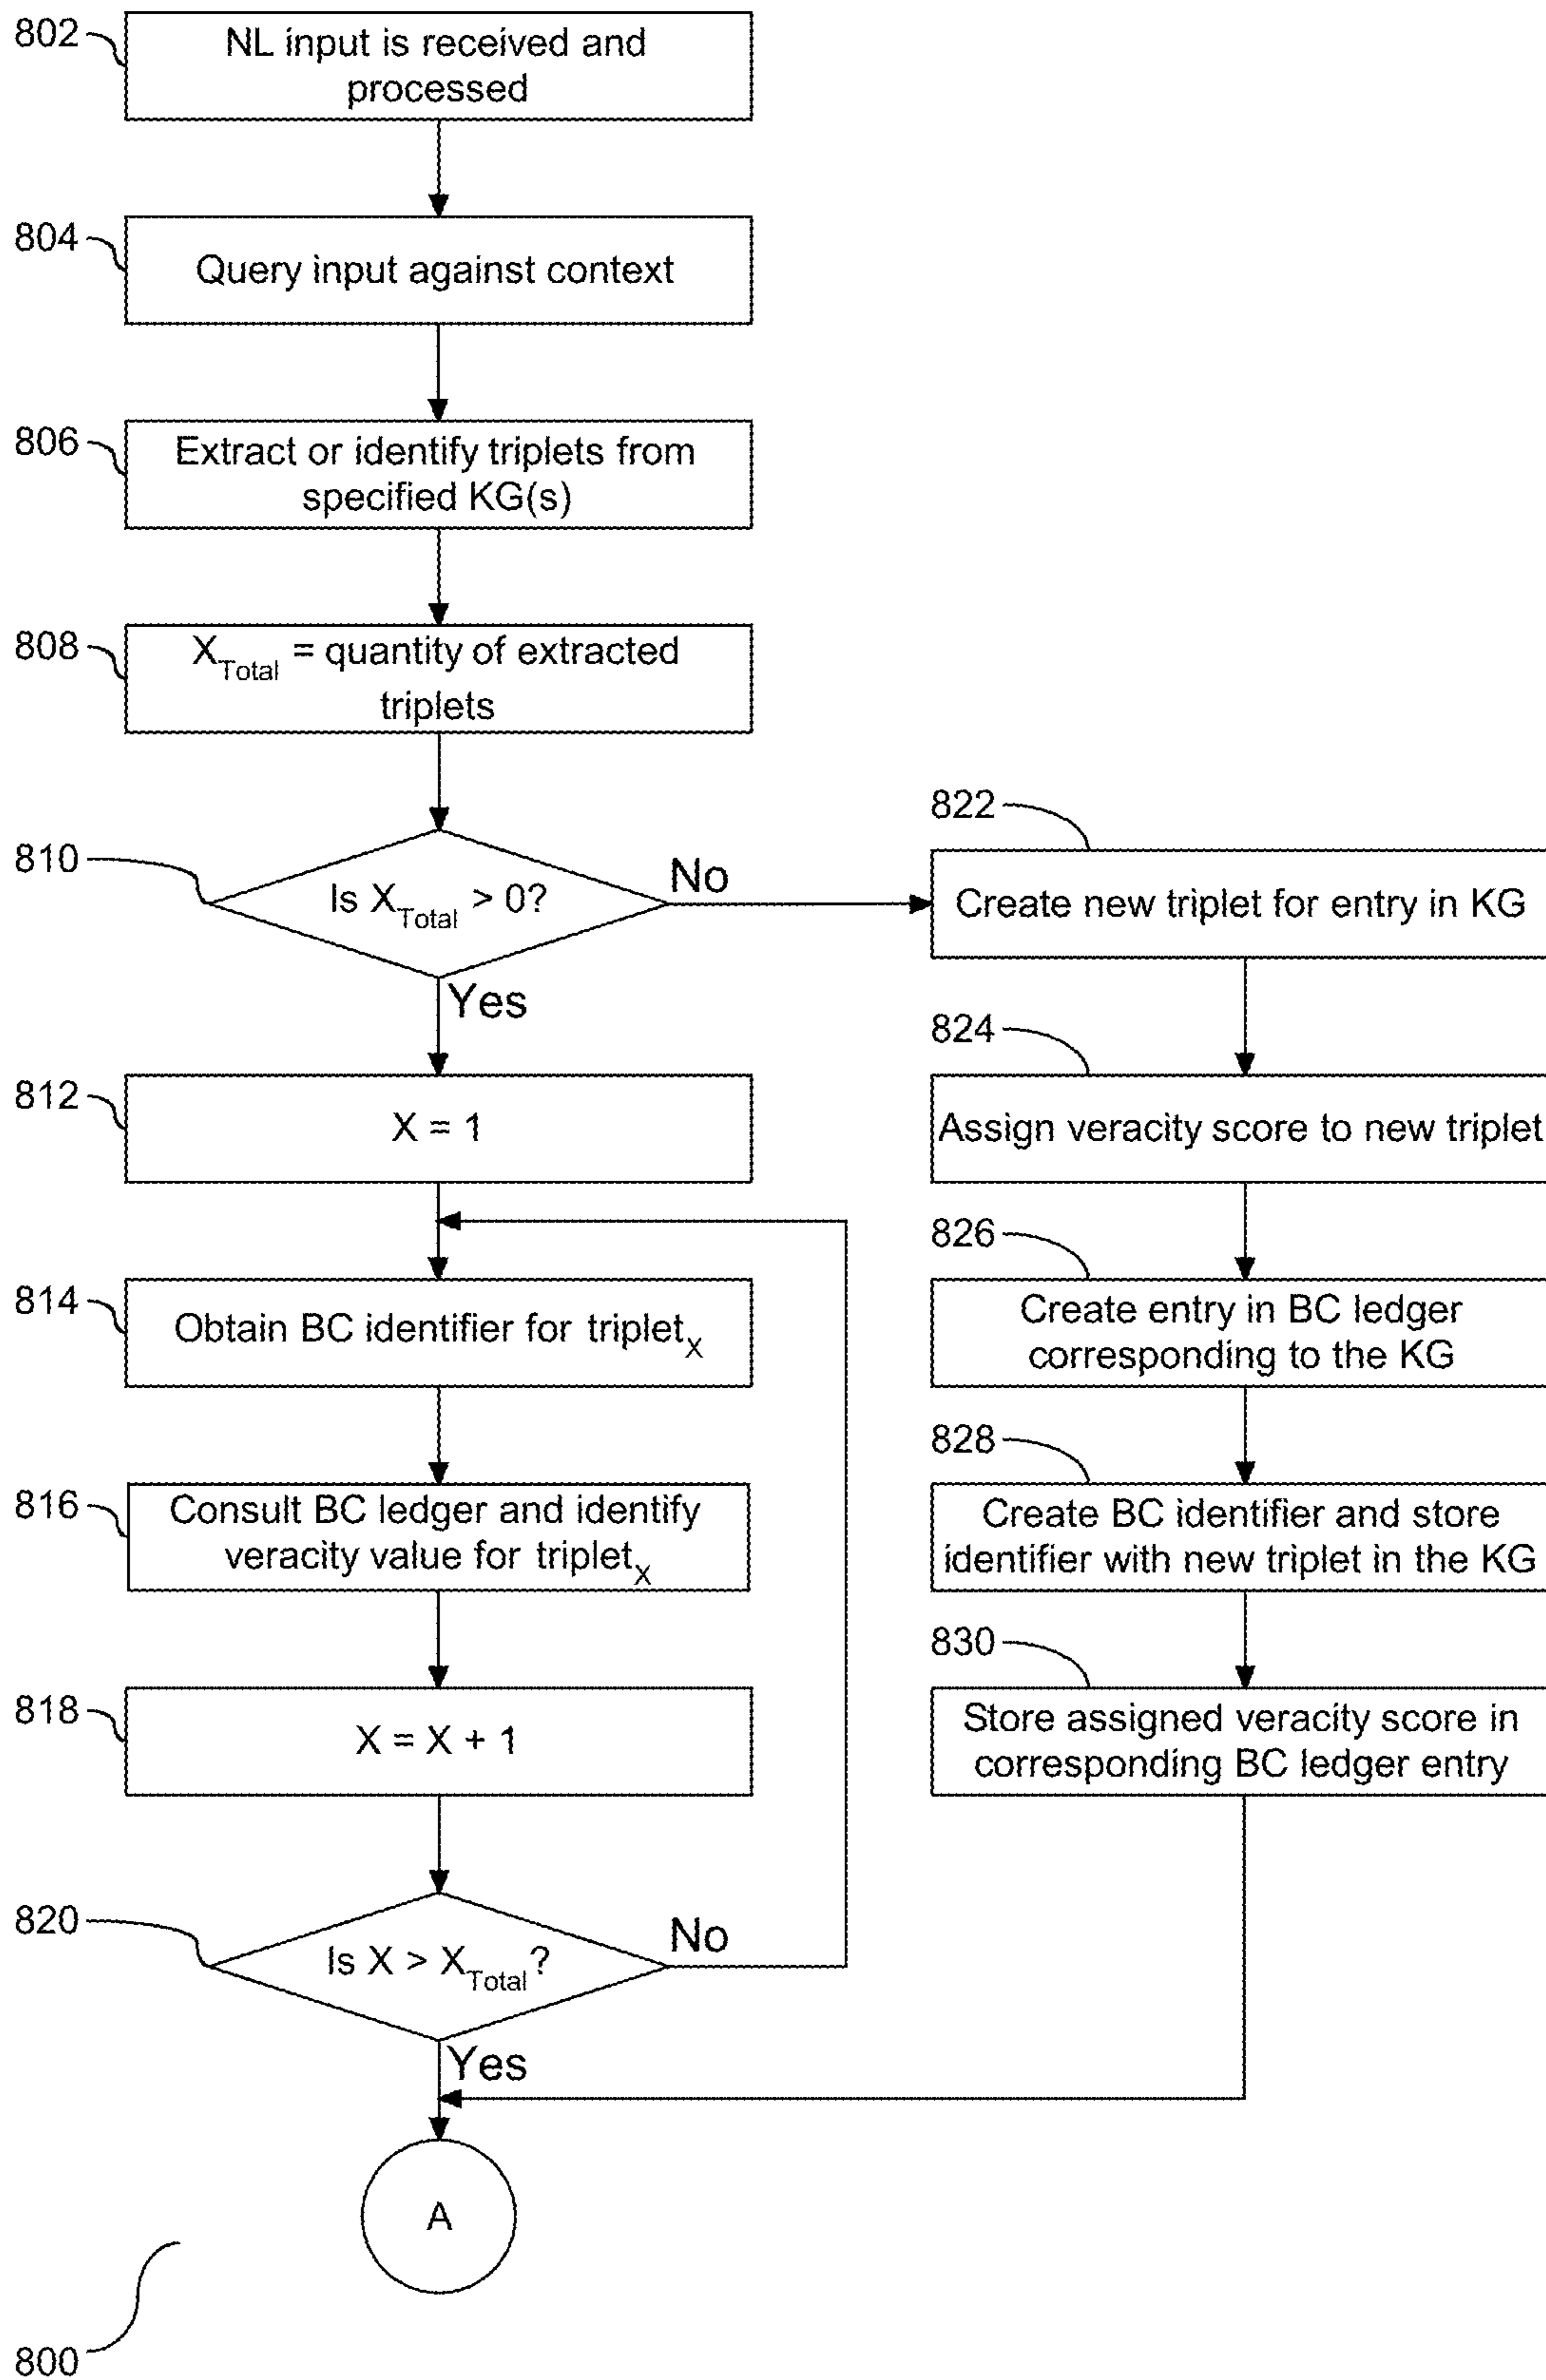 802
NL input is received and
processed
804
Query input against context
806
Extract or identify triplets from
specified KG(s)
808
X_Total = quantity of extracted
triplets
810
Is X_Total > 0?
No
Yes
812
X = 1
814
Obtain BC identifier for triplet_X
816
Consult BC ledger and identify
veracity value for triplet_X
818
X = X + 1
820
Is X > X_Total?
No
Yes
822
Create new triplet for entry in KG
824
Assign veracity score to new triplet
826
Create entry in BC ledger
corresponding to the KG
828
Create BC identifier and store
identifier with new triplet in the KG
830
Store assigned veracity score in
corresponding BC ledger entry
A
800